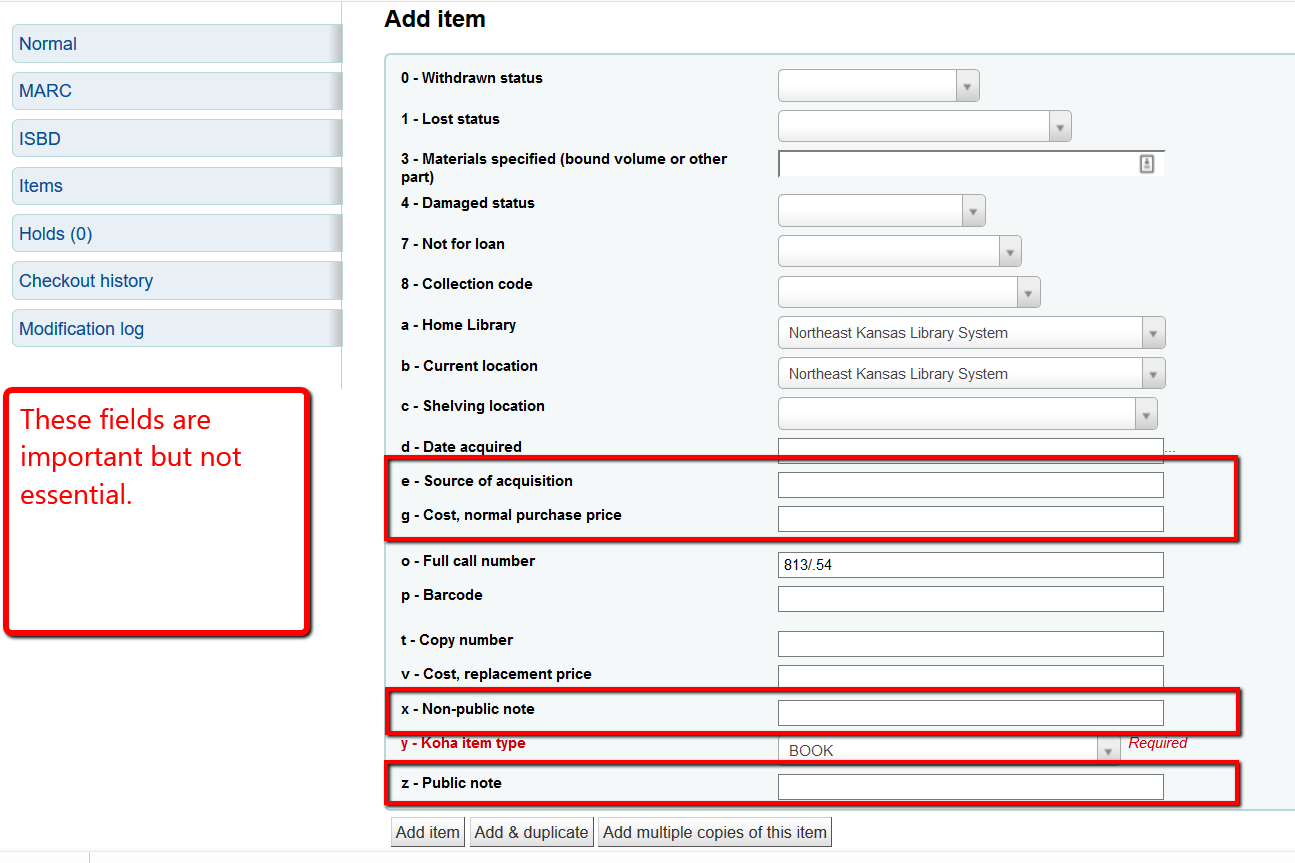 Add item
Normal
MARC
ISBD
Items
Holds (0)
Checkout history
Modification log
These fields are
important but not
essential.
0 - Withdrawn status
1 - Lost status
3 - Materials specified (bound volume or other
part)
4 - Damaged status
7 - Not for loan
8 - Collection code
a - Home Library Northeast Kansas Library System
b - Current location Northeast Kansas Library System
c - Shelving location
d - Date acquired ...
e - Source of acquisition
g - Cost, normal purchase price
o - Full call number 813/.54
p - Barcode
t - Copy number
v - Cost, replacement price
x - Non-public note
y - Koha item type BOOK Required
z - Public note
Add item Add & duplicate Add multiple copies of this item